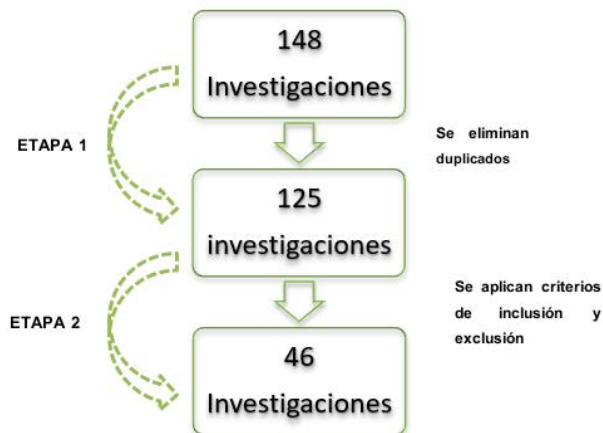 148
Investigaciones
ETAPA 1
Se eliminan
duplicados
125
investigaciones
ETAPA 2
Se aplican criterios
de inclusión y
exclusión
46
Investigaciones